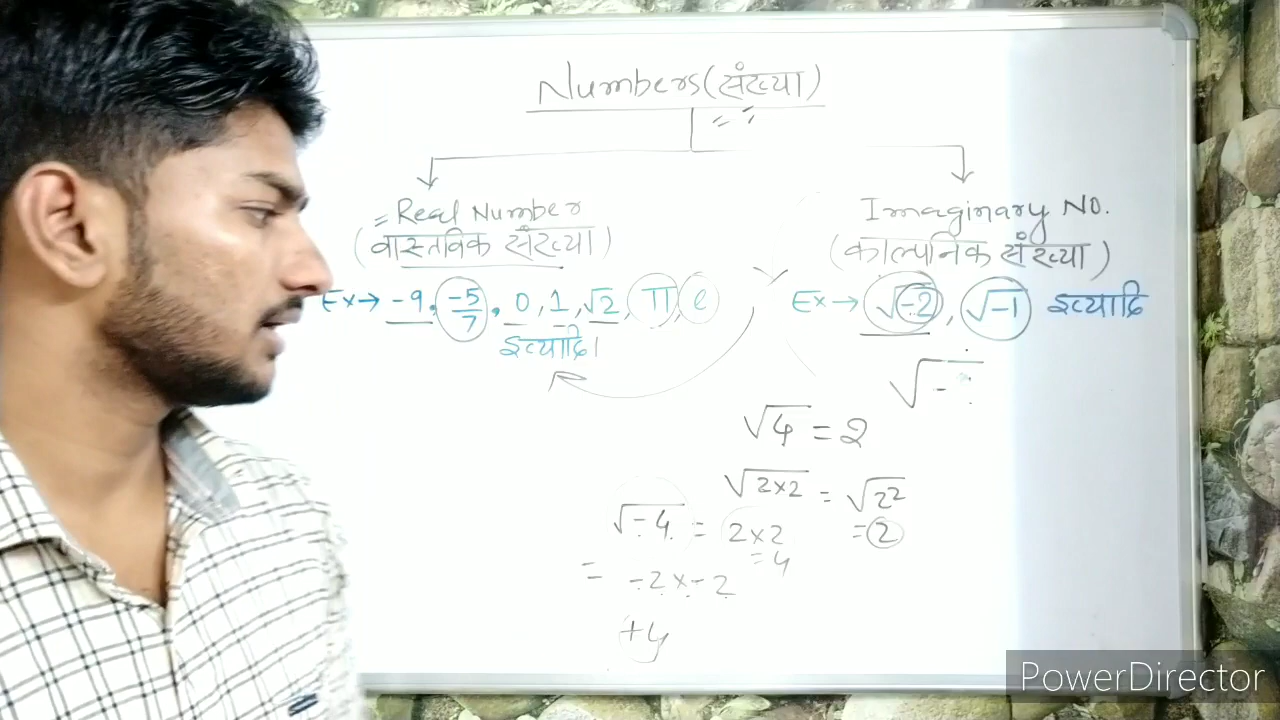 Numbers(संख्या)
Real Number
(वास्तविक संख्या)
Ex→ -9, -5/7, 0, 1, √2, π, e
इत्यादि।
Imaginary No.
(काल्पनिक संख्या)
Ex→ √-2, √-1 इत्यादि
√-
√4 = 2
√2×2 = √2²
= 2
√-4 = 2×2
= 4
= -2×-2
+4
PowerDirector